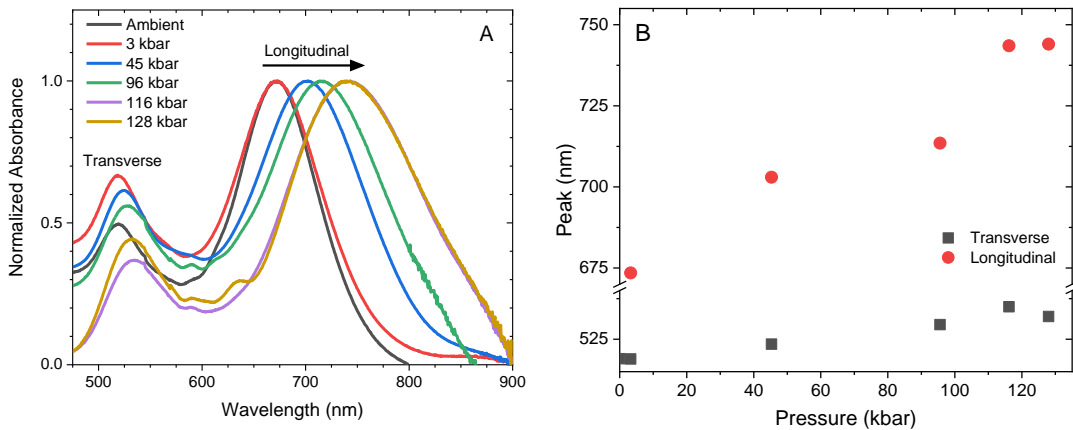 A
Ambient
3 kbar
45 kbar
96 kbar
116 kbar
128 kbar
Longitudinal
Transverse
1.0
0.5
0.0
Normalized Absorbance
500 600 700 800 900
Wavelength (nm)
B
750
725
700
675
525
Peak (nm)
Transverse
Longitudinal
0 20 40 60 80 100 120
Pressure (kbar)